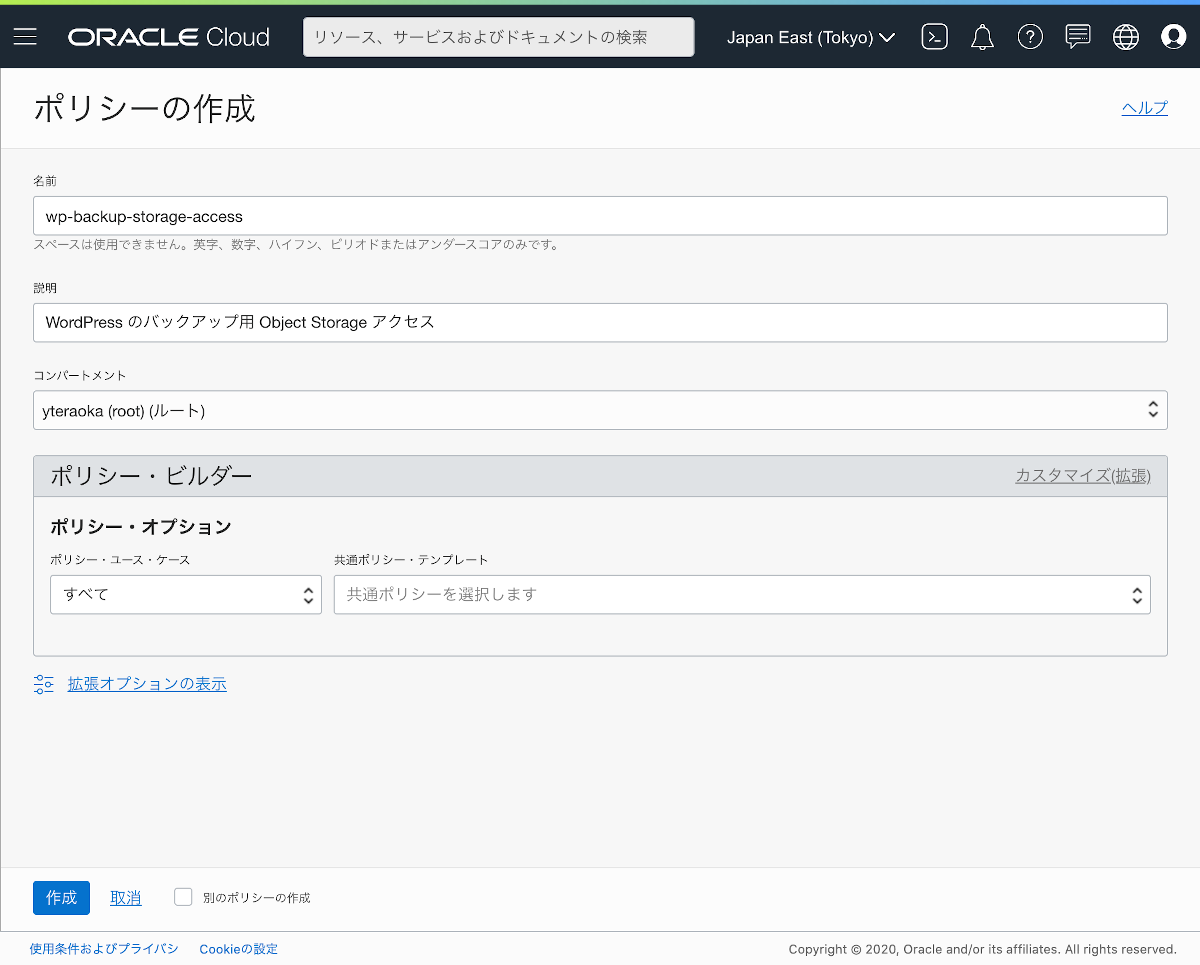 ORACLE Cloud
リソース、サービスおよびドキュメントの検索
Japan East (Tokyo)
ポリシーの作成
ヘルプ
名前
wp-backup-storage-access
スペースは使用できません。英字、数字、ハイフン、ピリオドまたはアンダースコアのみです。
説明
WordPress のバックアップ用 Object Storage アクセス
コンパートメント
yteraoka (root) (ルート)
ポリシー・ビルダー
カスタマイズ(拡張)
ポリシー・オプション
ポリシー・ユース・ケース
共通ポリシー・テンプレート
すべて
共通ポリシーを選択します
拡張オプションの表示
作成
取消
別のポリシーの作成
使用条件およびプライバシ
Cookieの設定
Copyright © 2020, Oracle and/or its affiliates. All rights reserved.